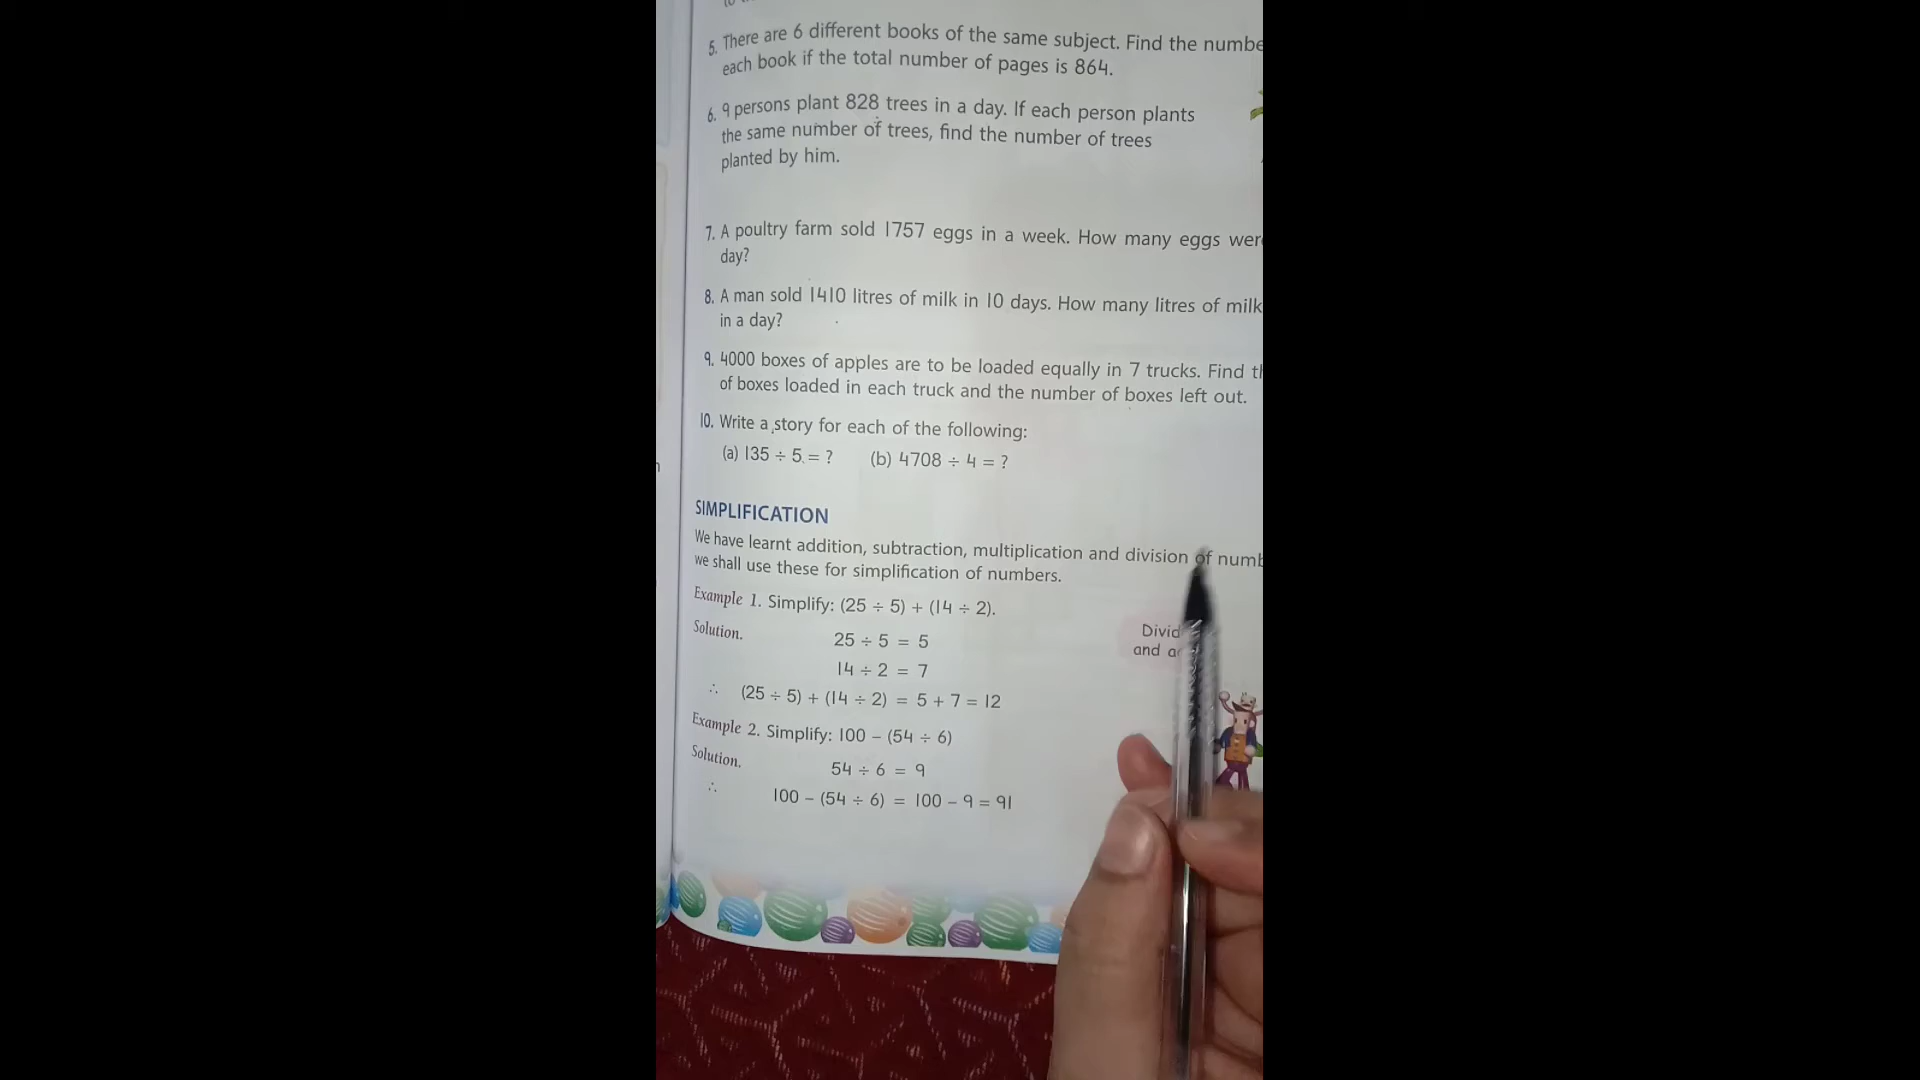 5. There are 6 different books of the same subject. Find the numbe
each book if the total number of pages is 864.
6. 9 persons plant 828 trees in a day. If each person plants
the same number of trees, find the number of trees
planted by him.
7. A poultry farm sold 1757 eggs in a week. How many eggs wer
day?
8. A man sold 1410 litres of milk in 10 days. How many litres of milk
in a day?
9. 4000 boxes of apples are to be loaded equally in 7 trucks. Find th
of boxes loaded in each truck and the number of boxes left out.
10. Write a story for each of the following:
(a) 135 ÷ 5 = ? (b) 4708 ÷ 4 = ?
SIMPLIFICATION
We have learnt addition, subtraction, multiplication and division of numb
we shall use these for simplification of numbers.
Example 1. Simplify: (25 ÷ 5) + (14 ÷ 2).
Solution. 25 ÷ 5 = 5
14 ÷ 2 = 7
∴ (25 ÷ 5) + (14 ÷ 2) = 5 + 7 = 12
Divid
and a
Example 2. Simplify: 100 – (54 ÷ 6)
Solution. 54 ÷ 6 = 9
∴ 100 – (54 ÷ 6) = 100 – 9 = 91